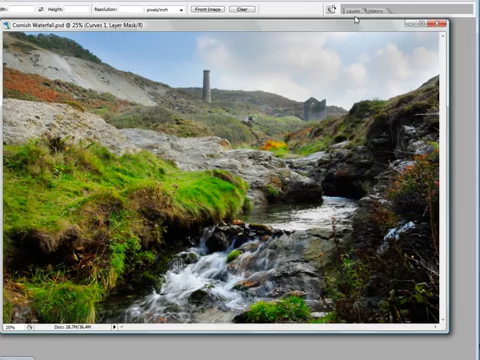 Width: Height: Resolution: pixels/inch Front Image Clear Layers History
Cornish Waterfall.psd @ 25% (Curves 1, Layer Mask/8)
25% Doc: 28.7M/36.4M